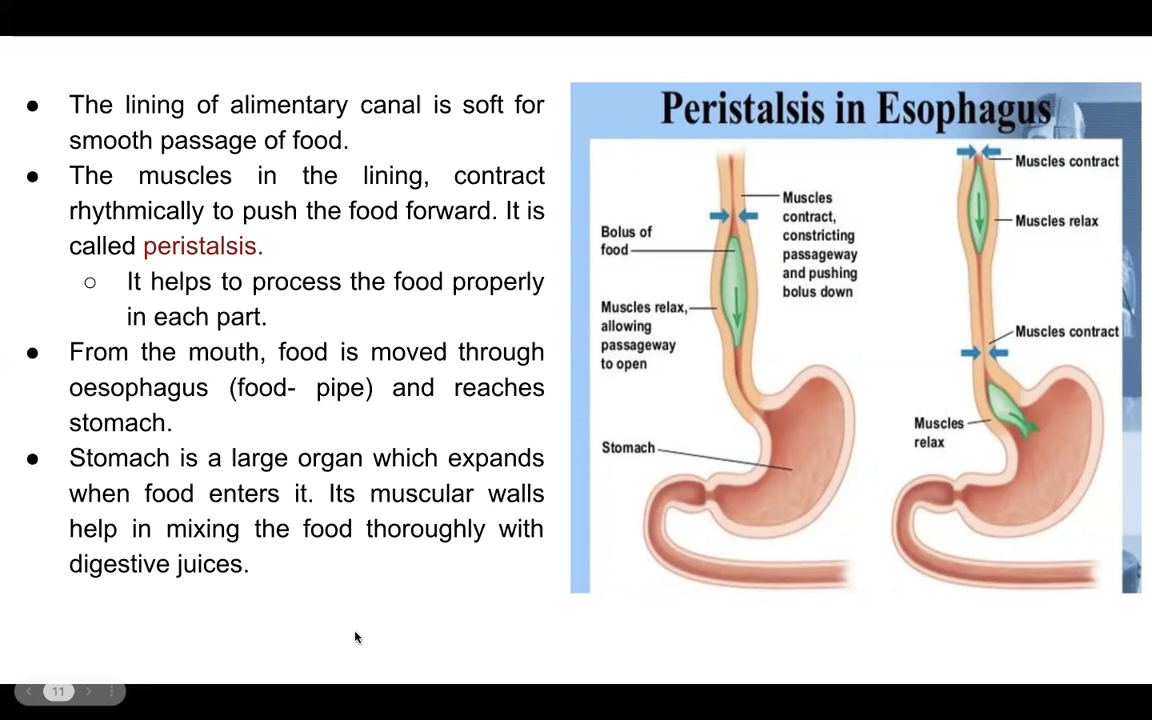 ● The lining of alimentary canal is soft for
smooth passage of food.
● The muscles in the lining, contract
rhythmically to push the food forward. It is
called peristalsis.
○ It helps to process the food properly
in each part.
● From the mouth, food is moved through
oesophagus (food- pipe) and reaches
stomach.
● Stomach is a large organ which expands
when food enters it. Its muscular walls
help in mixing the food thoroughly with
digestive juices.
Peristalsis in Esophagus
Bolus of
food
Muscles
contract,
constricting
passageway
and pushing
bolus down
Muscles relax,
allowing
passageway
to open
Stomach
Muscles contract
Muscles relax
Muscles contract
Muscles
relax
11